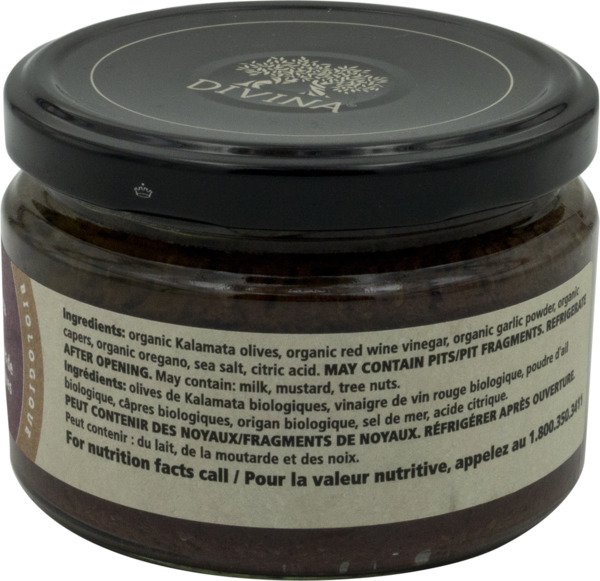 DIVINA
BIOLOGIQUE
Ingredients: organic Kalamata olives, organic red wine vinegar, organic garlic powder, organic
capers, organic oregano, sea salt, citric acid. MAY CONTAIN PITS/PIT FRAGMENTS. REFRIGERATE
AFTER OPENING. May contain: milk, mustard, tree nuts.
Ingrédients: olives de Kalamata biologiques, vinaigre de vin rouge biologique, poudre d'ail
biologique, câpres biologiques, origan biologique, sel de mer, acide citrique.
PEUT CONTENIR DES NOYAUX/FRAGMENTS DE NOYAUX. RÉFRIGÉRER APRÈS OUVERTURE.
Peut contenir : du lait, de la moutarde et des noix.
For nutrition facts call / Pour la valeur nutritive, appelez au 1.800.350.3411